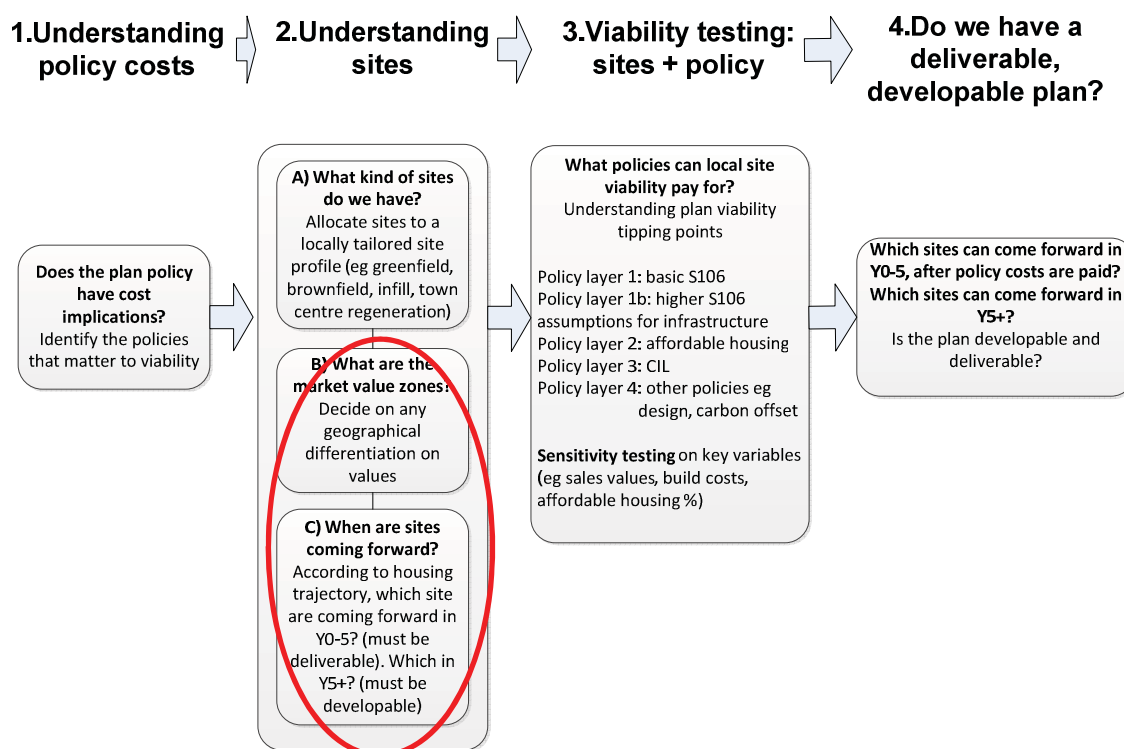 1.Understanding
policy costs
2.Understanding
sites
3.Viability testing:
sites + policy
4.Do we have a
deliverable,
developable plan?
Does the plan policy
have cost
implications?
Identify the policies
that matter to viability
A) What kind of sites
do we have?
Allocate sites to a
locally tailored site
profile (eg greenfield,
brownfield, infill, town
centre regeneration)
B) What are the
market value zones?
Decide on any
geographical
differentiation on
values
C) When are sites
coming forward?
According to housing
trajectory, which site
are coming forward in
Y0-5? (must be
deliverable). Which in
Y5+? (must be
developable)
What policies can local site
viability pay for?
Understanding plan viability
tipping points
Policy layer 1: basic S106
Policy layer 1b: higher S106
assumptions for infrastructure
Policy layer 2: affordable housing
Policy layer 3: CIL
Policy layer 4: other policies eg
design, carbon offset
Sensitivity testing on key variables
(eg sales values, build costs,
affordable housing %)
Which sites can come forward in
Y0-5, after policy costs are paid?
Which sites can come forward in
Y5+?
Is the plan developable and
deliverable?